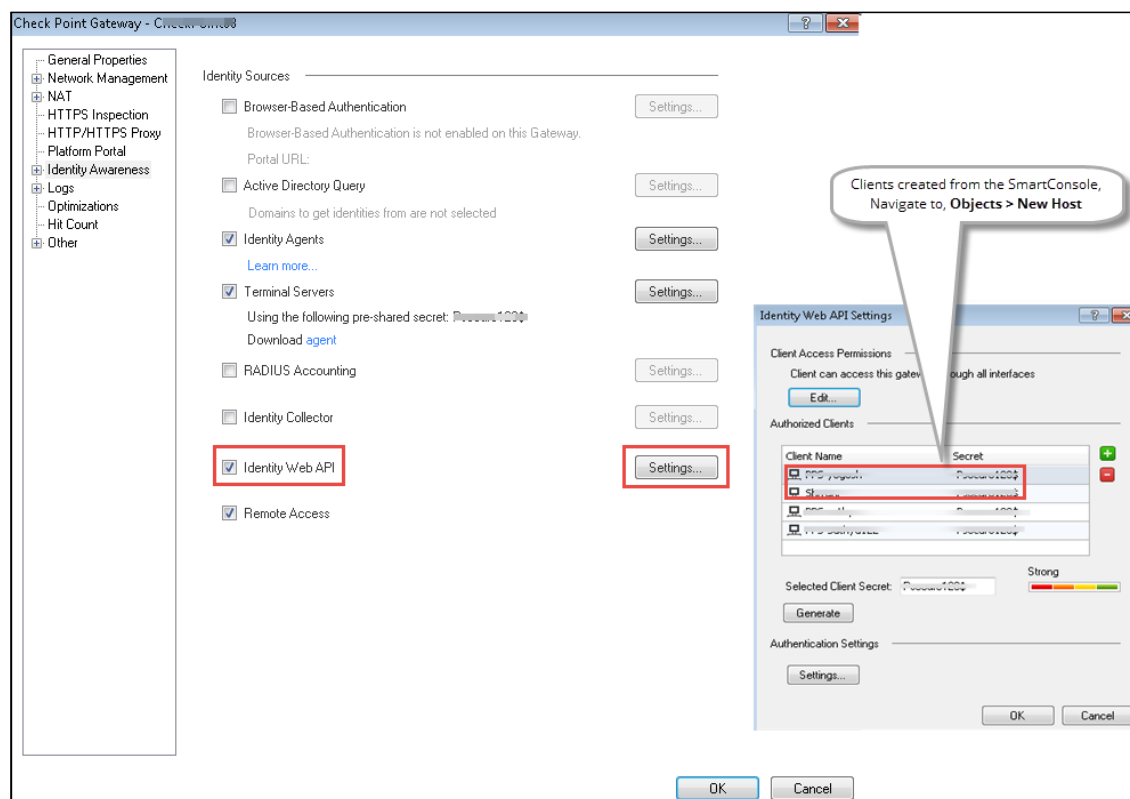 Check Point Gateway -
General Properties
Network Management
NAT
HTTPS Inspection
HTTP/HTTPS Proxy
Platform Portal
Identity Awareness
Logs
Optimizations
Hit Count
Other
Identity Sources
Browser-Based Authentication
Settings...
Browser-Based Authentication is not enabled on this Gateway.
Portal URL:
Active Directory Query
Settings...
Domains to get identities from are not selected
Identity Agents
Settings...
Learn more...
Terminal Servers
Settings...
Using the following pre-shared secret:
Download agent
RADIUS Accounting
Settings...
Identity Collector
Settings...
Identity Web API
Settings...
Remote Access
OK
Cancel
Clients created from the SmartConsole,
Navigate to, Objects > New Host
Identity Web API Settings
Client Access Permissions
Client can access this through all interfaces
Edit...
Authorized Clients
Client Name
Secret
Selected Client Secret:
Strong
Generate
Authentication Settings
Settings...
OK
Cancel